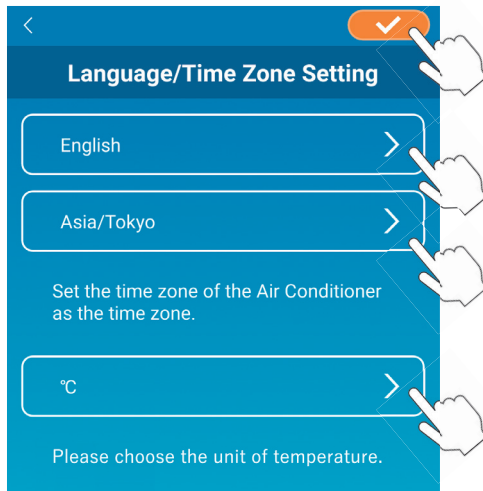 Language/Time Zone Setting
English
Asia/Tokyo
Set the time zone of the Air Conditioner
as the time zone.
℃
Please choose the unit of temperature.